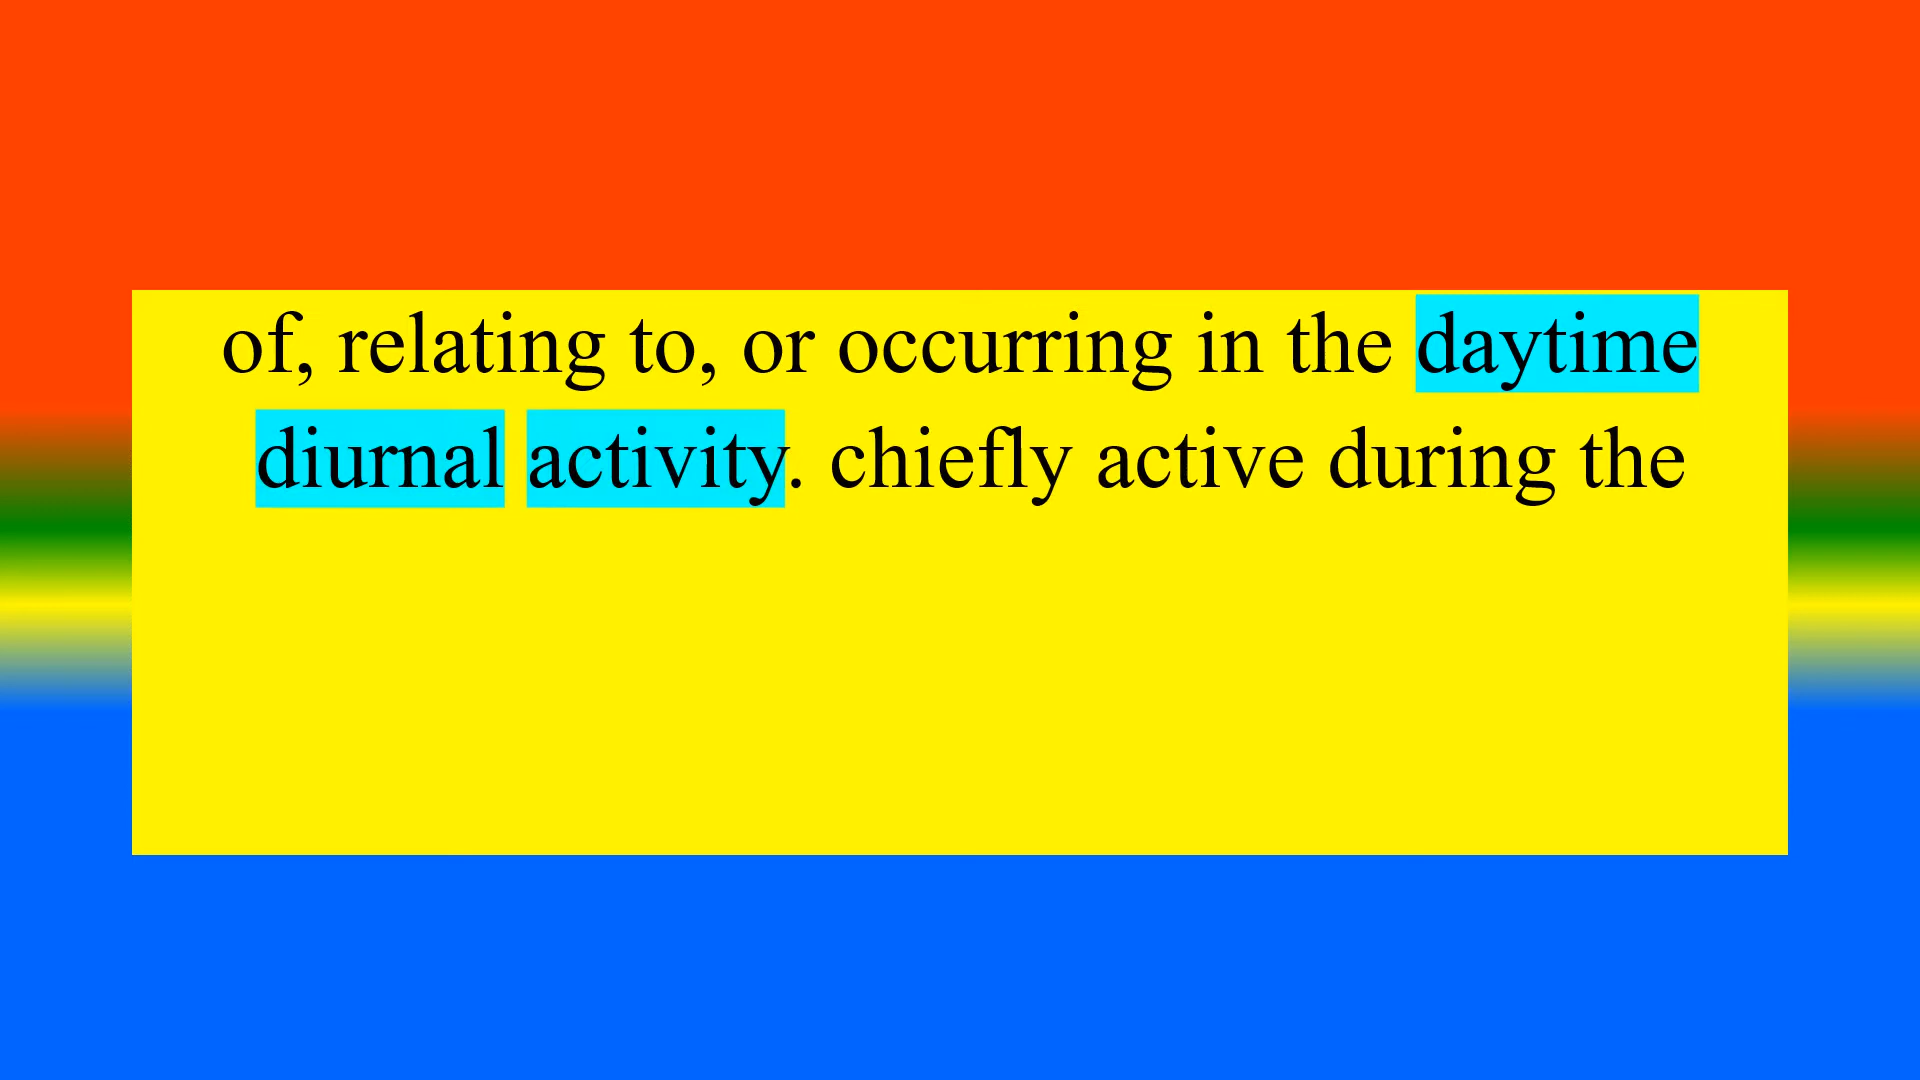 of, relating to, or occurring in the daytime
diurnal activity. chiefly active during the